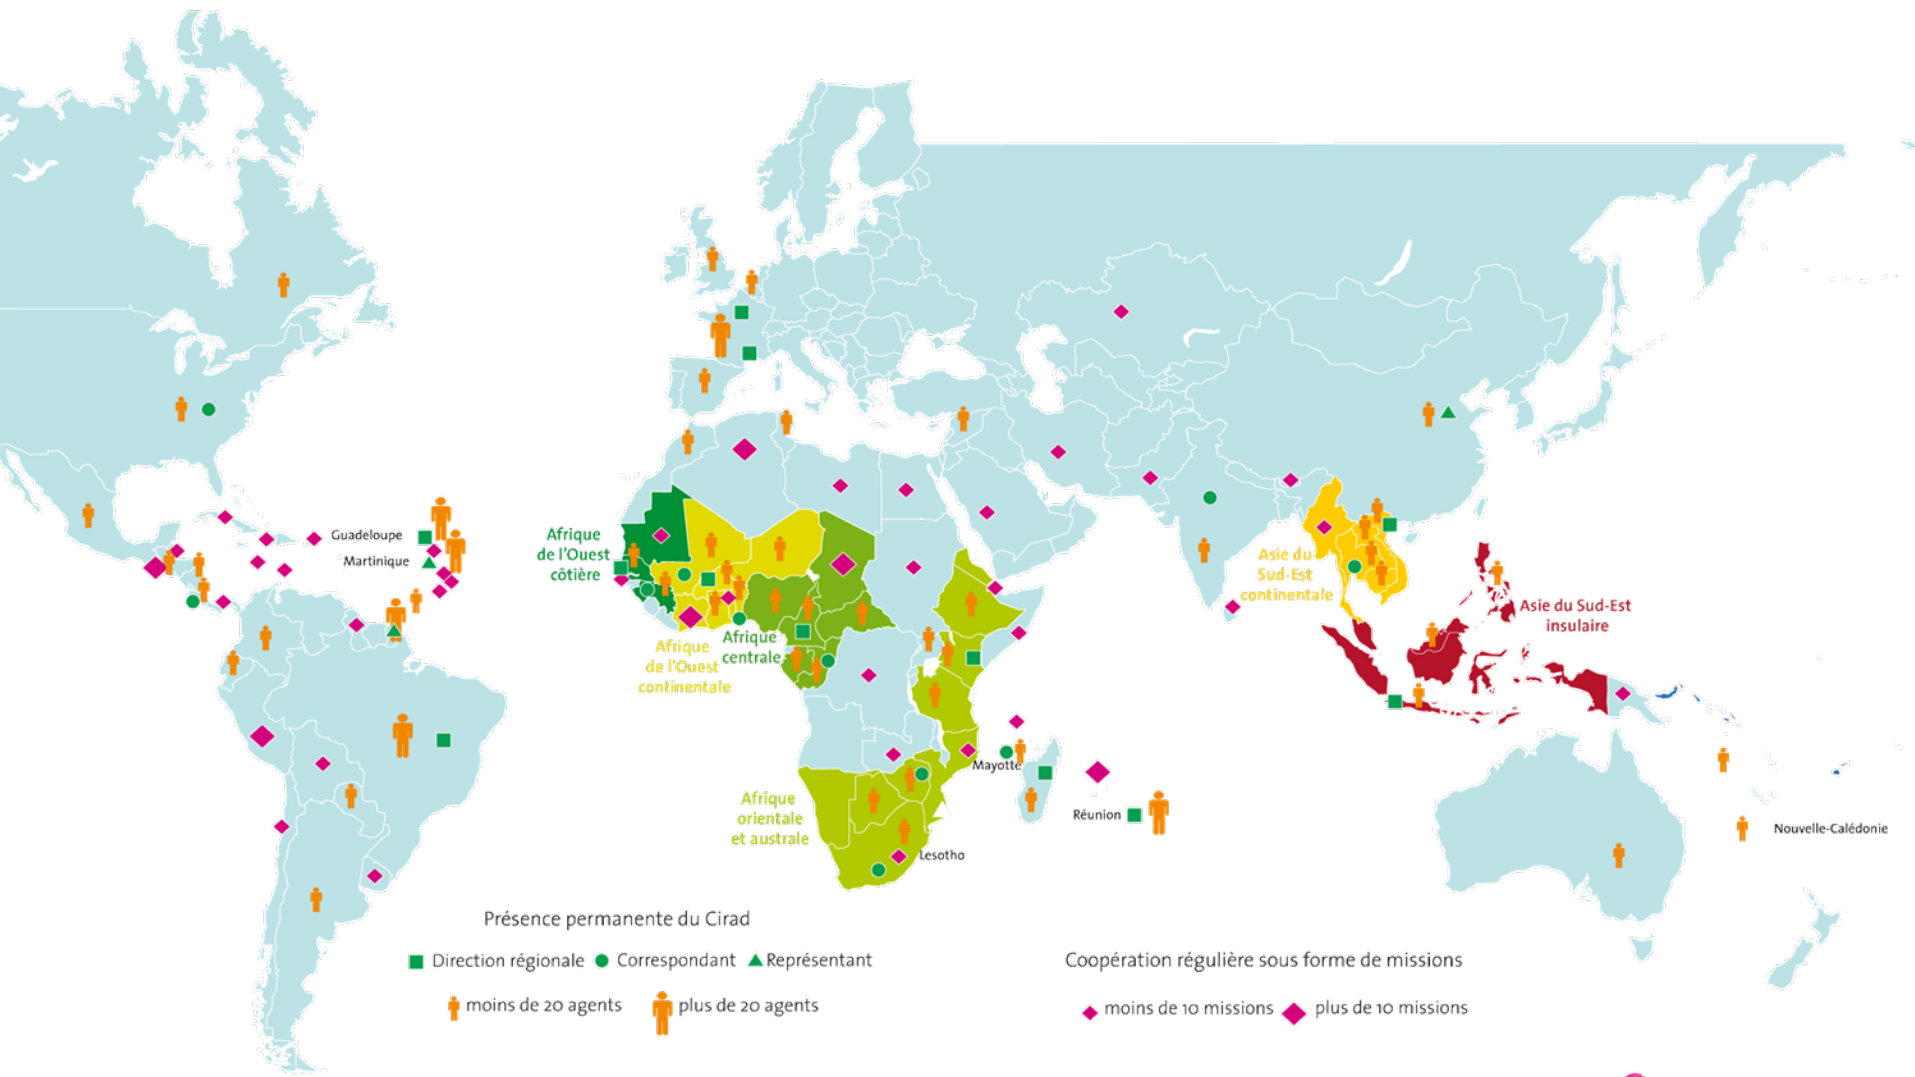 Guadeloupe
Martinique
Afrique
de l'Ouest
côtière
Afrique
de l'Ouest
continentale
Afrique
centrale
Asie du
Sud-Est
continentale
Asie du Sud-Est
insulaire
Mayotte
Afrique
orientale
et australe
Réunion
Lesotho
Nouvelle-Calédonie
Présence permanente du Cirad
Direction régionale Correspondant Représentant
moins de 20 agents plus de 20 agents
Coopération régulière sous forme de missions
moins de 10 missions plus de 10 missions